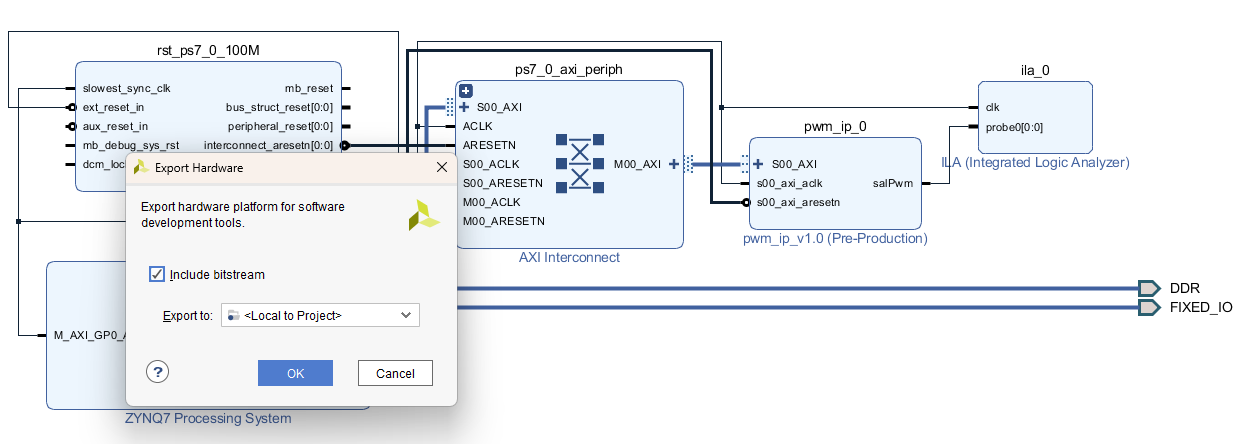 rst_ps7_0_100M
slowest_sync_clk
ext_reset_in
aux_reset_in
mb_debug_sys_rst
mb_reset
bus_struct_reset[0:0]
peripheral_reset[0:0]
interconnect_aresetn[0:0]
ps7_0_axi_periph
S00_AXI
ACLK
ARESETN
S00_ACLK
S00_ARESETN
M00_ACLK
M00_ARESETN
M00_AXI
AXI Interconnect
pwm_ip_0
S00_AXI
s00_axi_aclk
s00_axi_aresetn
salPwm
pwm_ip_v1.0 (Pre-Production)
ila_0
clk
probe0[0:0]
ILA (Integrated Logic Analyzer)
Export Hardware
Export hardware platform for software
development tools.
Include bitstream
Export to: <Local to Project>
?
OK
Cancel
ZYNQ7 Processing System
DDR
FIXED_IO